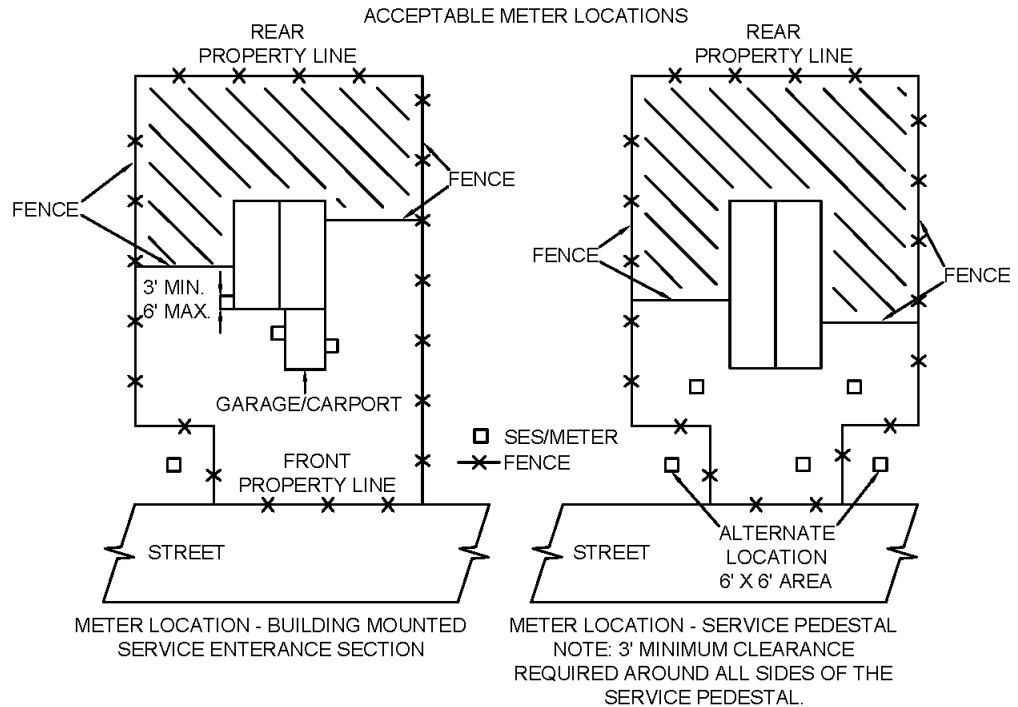 ACCEPTABLE METER LOCATIONS
REAR
PROPERTY LINE
FENCE
FENCE
3' MIN.
6' MAX.
GARAGE/CARPORT
FRONT
PROPERTY LINE
STREET
METER LOCATION - BUILDING MOUNTED
SERVICE ENTERANCE SECTION
SES/METER
FENCE
REAR
PROPERTY LINE
FENCE
FENCE
STREET
ALTERNATE
LOCATION
6' X 6' AREA
METER LOCATION - SERVICE PEDESTAL
NOTE: 3' MINIMUM CLEARANCE
REQUIRED AROUND ALL SIDES OF THE
SERVICE PEDESTAL.